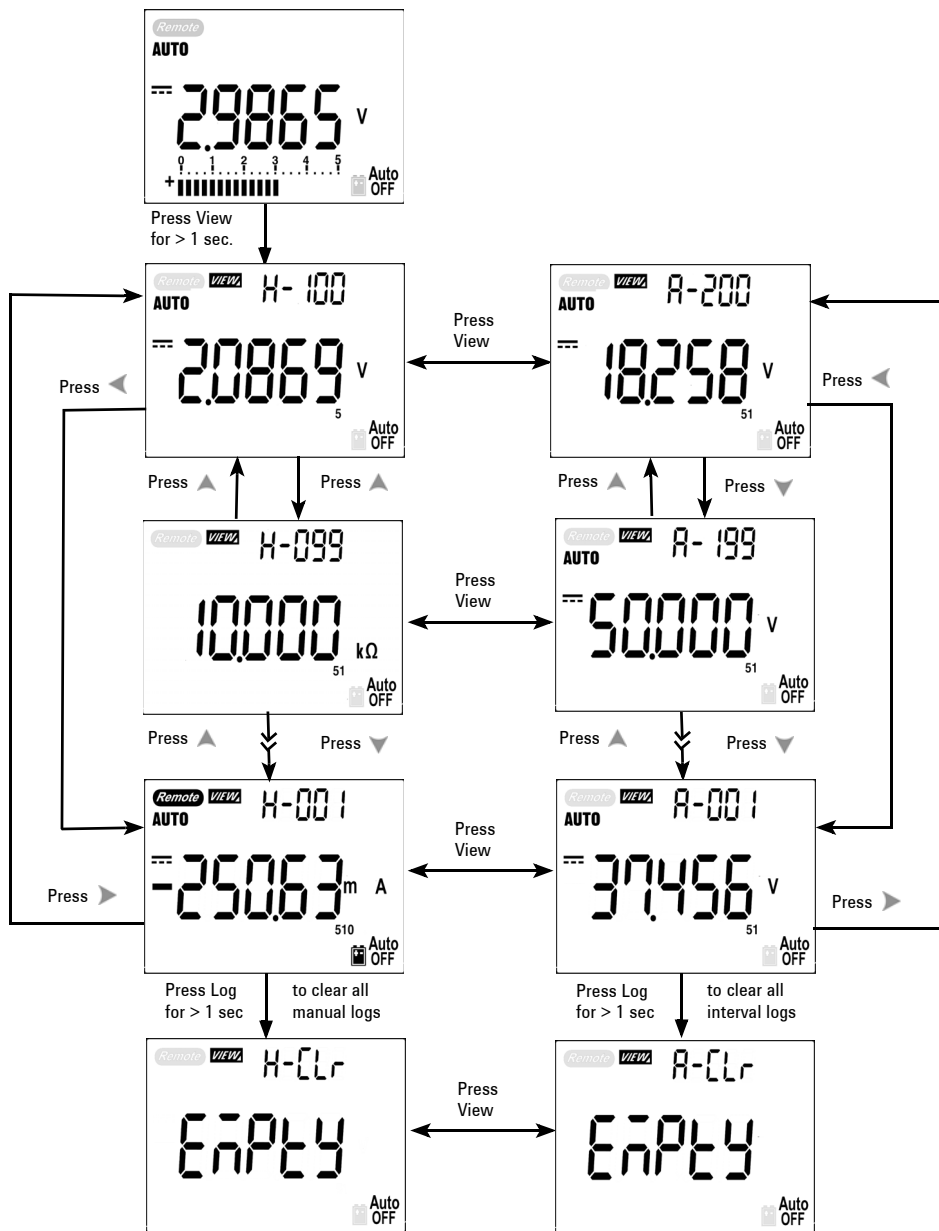 Remote
AUTO
2.9865 V
0 1 2 3 4 5
+
Auto
OFF
Press View
for > 1 sec.
Remote VIEW H-100
AUTO
2.0869 V
5
Auto
OFF
Press
View
Remote VIEW A-200
AUTO
18.258 V
51
Auto
OFF
Press
Press
Press
Press
Press
Press
Remote VIEW H-099
10.000 kΩ
51
Auto
OFF
Press
View
Remote VIEW A-199
AUTO
50.000 V
51
Auto
OFF
Press
Press
Press
Press
Remote VIEW H-001
AUTO
-250.63 m A
510
Auto
OFF
Press
View
Remote VIEW A-001
AUTO
37.456 V
51
Auto
OFF
Press
Press
Press Log
for > 1 sec
to clear all
manual logs
Press Log
for > 1 sec
to clear all
interval logs
Remote VIEW H-CLr
EmPtY
Auto
OFF
Press
View
Remote VIEW A-CLr
EmPtY
Auto
OFF